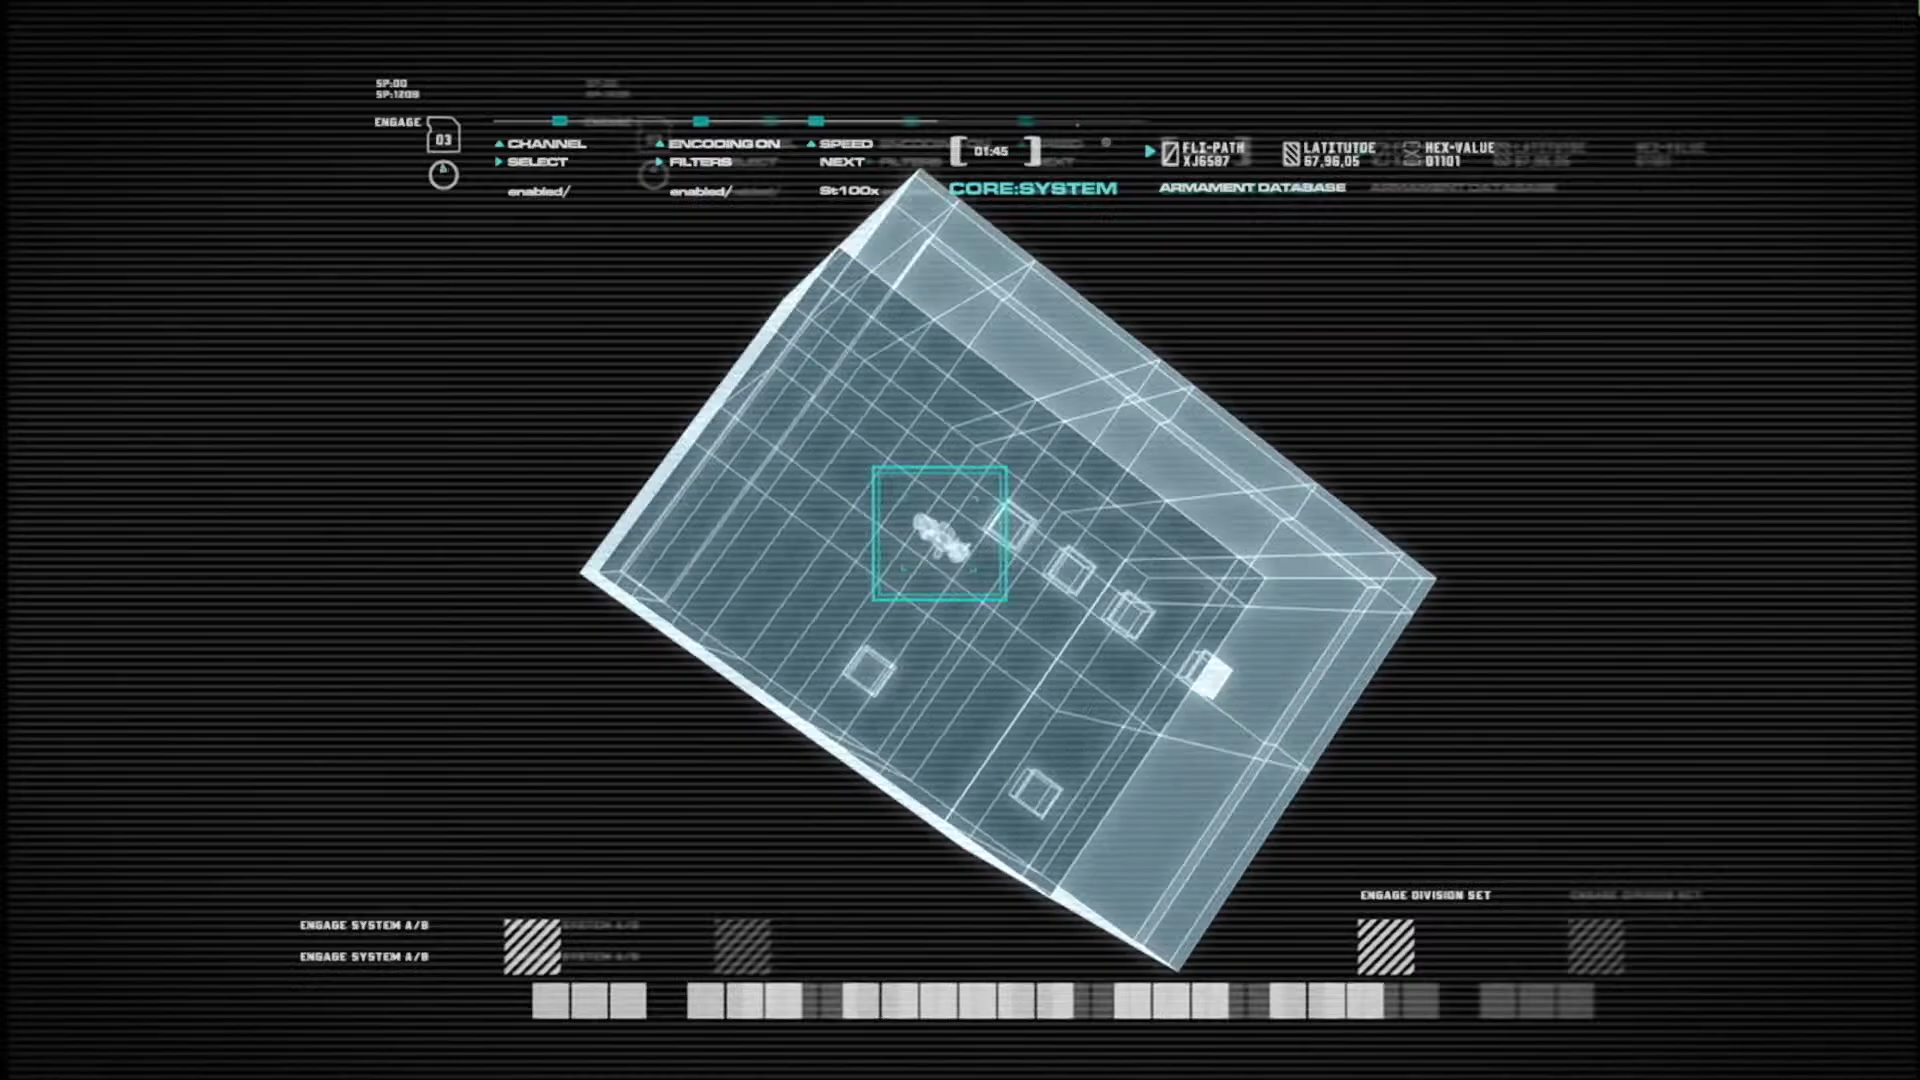 SP:00
SP:1209
ENGAGE
03
CHANNEL
SELECT
enabled/
ENCODING ON
FILTERS
enabled/
SPEED
NEXT
St100x
01:45
CORE:SYSTEM
FLI-PATH
XJ6587
LATITUTDE
67,96,05
HEX-VALUE
01101
ARMAMENT DATABASE
ENGAGE DIVISION SET
ENGAGE SYSTEM A/B
ENGAGE SYSTEM A/B